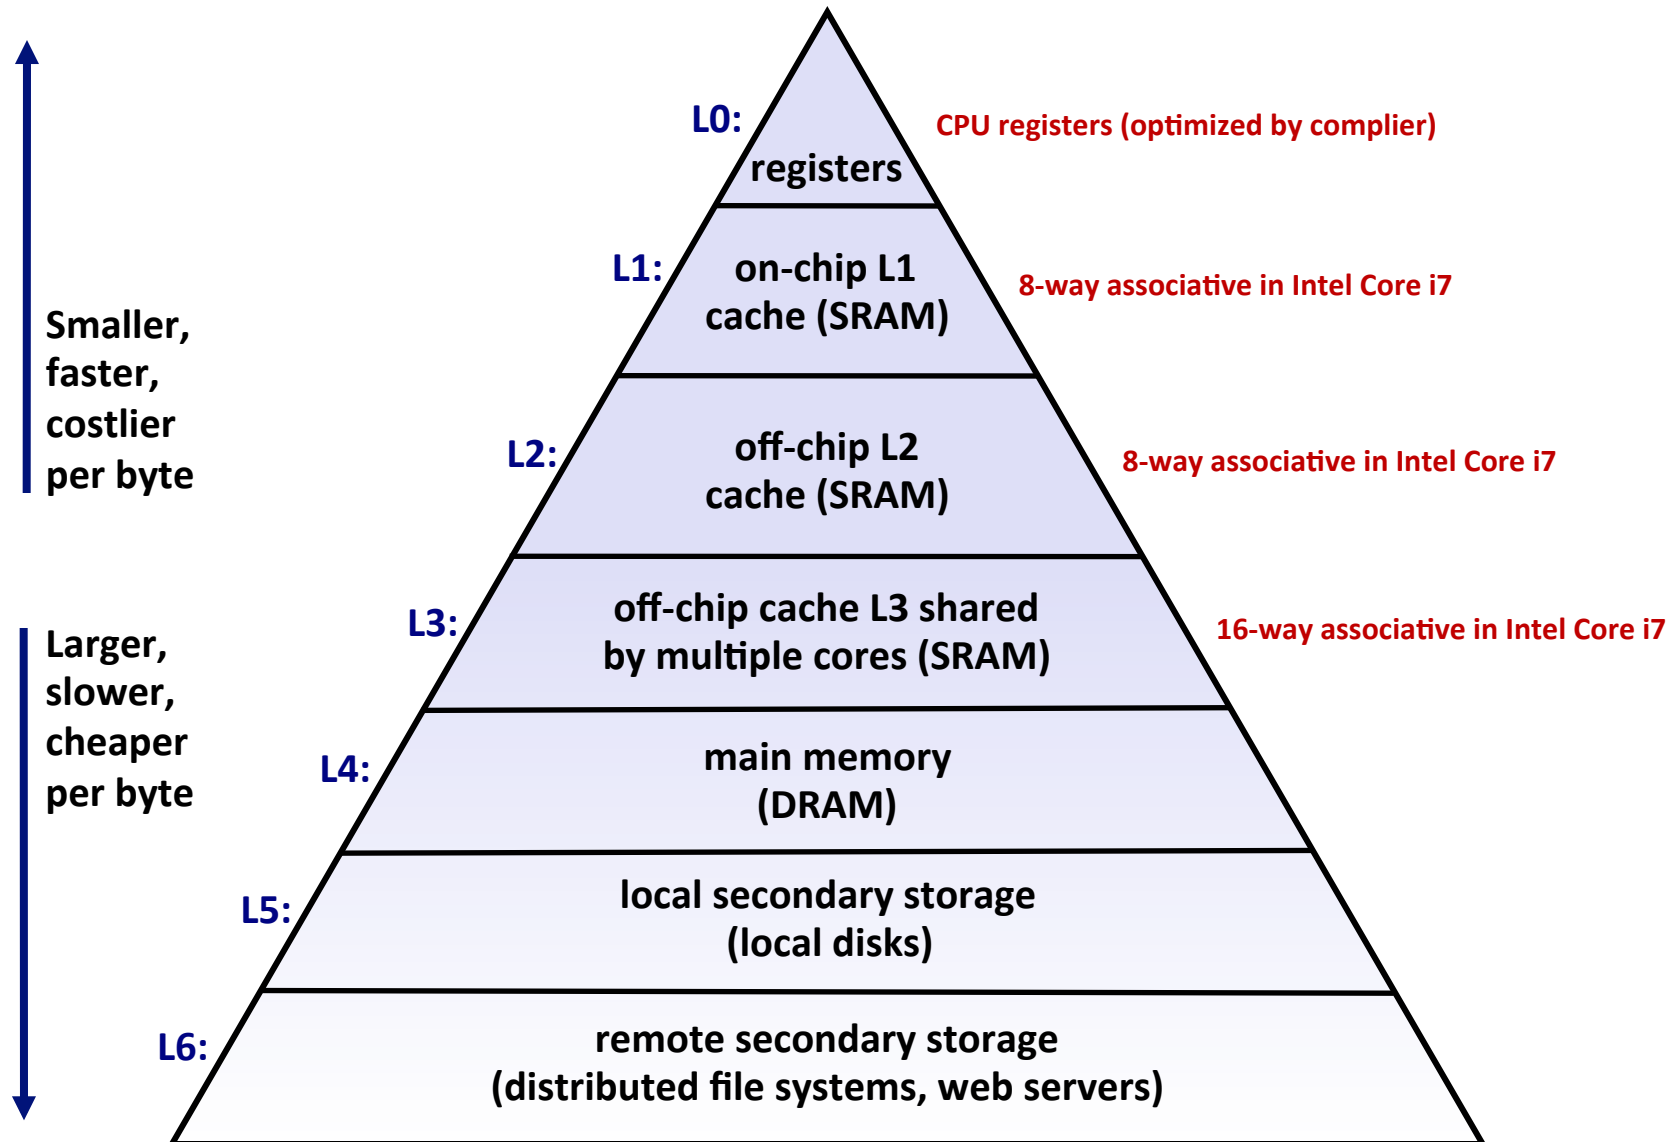 L0:
registers
CPU registers (optimized by complier)
L1:
on-chip L1
cache (SRAM)
8-way associative in Intel Core i7
Smaller,
faster,
costlier
per byte
L2:
off-chip L2
cache (SRAM)
8-way associative in Intel Core i7
L3:
off-chip cache L3 shared
by multiple cores (SRAM)
16-way associative in Intel Core i7
Larger,
slower,
cheaper
per byte
L4:
main memory
(DRAM)
L5:
local secondary storage
(local disks)
L6:
remote secondary storage
(distributed file systems, web servers)